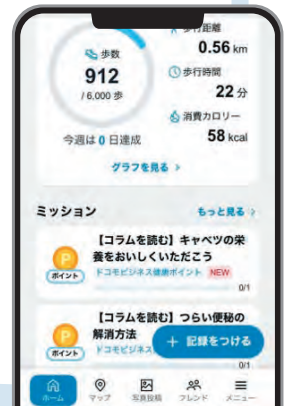 歩行距離
0.56 km
歩数
912
/ 6,000 歩
歩行時間
22 分
消費カロリー
58 kcal
今週は 0 日達成
グラフを見る >
ミッション
もっと見る >
【コラムを読む】キャベツの栄
養をおいしくいただこう
P
ポイント
ドコモビジネス健康ポイント NEW
0/1
【コラムを読む】つらい便秘の
解消方法
P
ポイント
ドコモビジネス
+ 記録をつける
0/1
ホーム
マップ
写真投稿
フレンド
メニュー